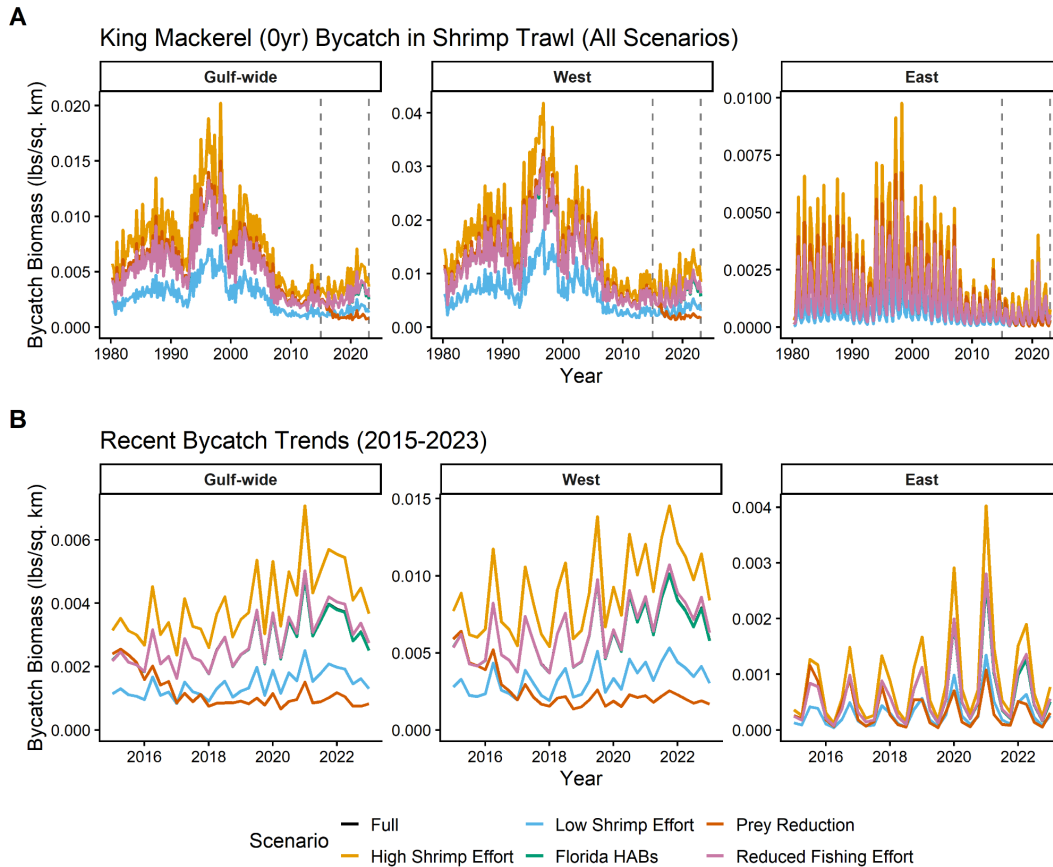 A
King Mackerel (0yr) Bycatch in Shrimp Trawl (All Scenarios)
Gulf-wide West East
Bycatch Biomass (lbs/sq. km)
0.020
0.015
0.010
0.005
0.000
0.04
0.03
0.02
0.01
0.00
0.0100
0.0075
0.0050
0.0025
0.0000
1980 1990 2000 2010 2020 1980 1990 2000 2010 2020 1980 1990 2000 2010 2020
Year
B
Recent Bycatch Trends (2015-2023)
Gulf-wide West East
Bycatch Biomass (lbs/sq. km)
0.006
0.004
0.002
0.000
0.015
0.010
0.005
0.000
0.004
0.003
0.002
0.001
0.000
2016 2018 2020 2022 2016 2018 2020 2022 2016 2018 2020 2022
Year
Scenario
Full Low Shrimp Effort Prey Reduction
High Shrimp Effort Florida HABs Reduced Fishing Effort